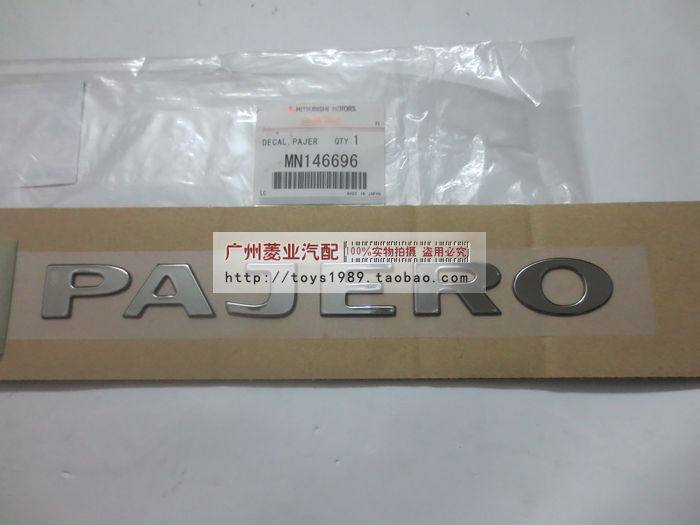 MITSUBISHI MOTORS
DECAL, PAJER QTY 1
MN146696
LC MADE IN JAPAN
广州菱业汽配 100%实物拍摄 盗用必究
http://toys1989.taobao.com
PAJERO